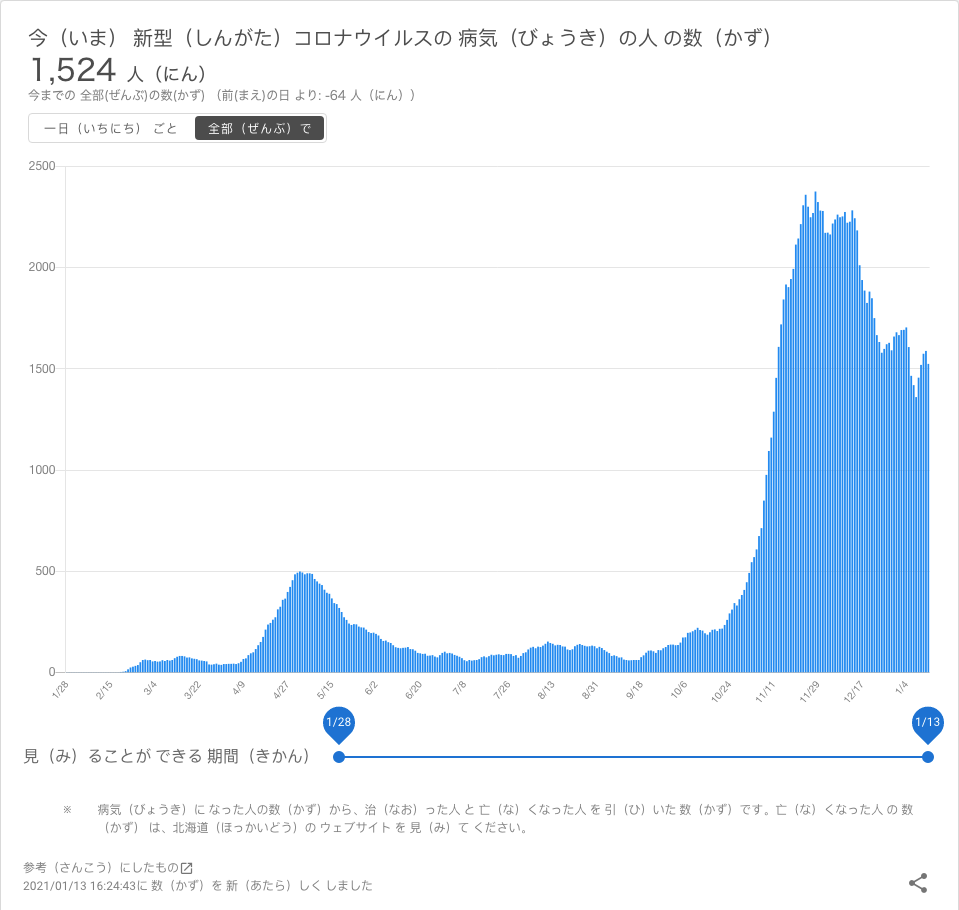 今（いま） 新型（しんがた）コロナウイルスの 病気（びょうき）の人 の数（かず）
1,524 人（にん）
今までの 全部(ぜんぶ)の数(かず) （前(まえ)の日 より: -64 人（にん））
一日（いちにち） ごと 全部（ぜんぶ）で
2500
2000
1500
1000
500
0
1/28 2/15 3/4 3/22 4/9 4/27 5/15 6/2 6/20 7/8 7/26 8/13 8/31 9/18 10/6 10/24 11/11 11/29 12/17 1/4
1/28 1/13
見（み）ることが できる 期間（きかん）
※ 病気（びょうき）に なった人の数（かず）から、治（なお）った人 と 亡（な）くなった人 を 引（ひ）いた 数（かず）です。亡（な）くなった人 の 数
（かず） は、北海道（ほっかいどう）の ウェブサイト を 見（み）て ください。
参考（さんこう）にしたもの
2021/01/13 16:24:43に 数（かず）を 新（あたら）しく しました